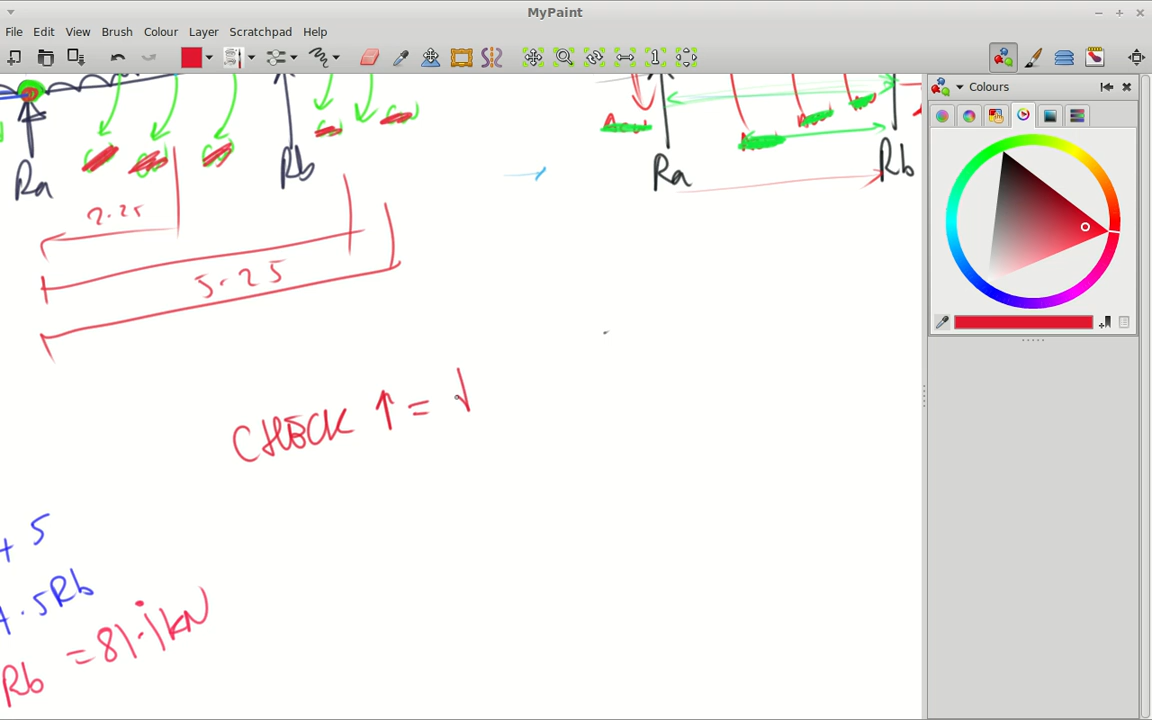 MyPaint
File Edit View Brush Colour Layer Scratchpad Help
Colours
Ra
Rb
Ra
Rb
2.25
5.25
CHECK ↑ = ↓
+ 5
.5Rb
Rb = 81.1kN